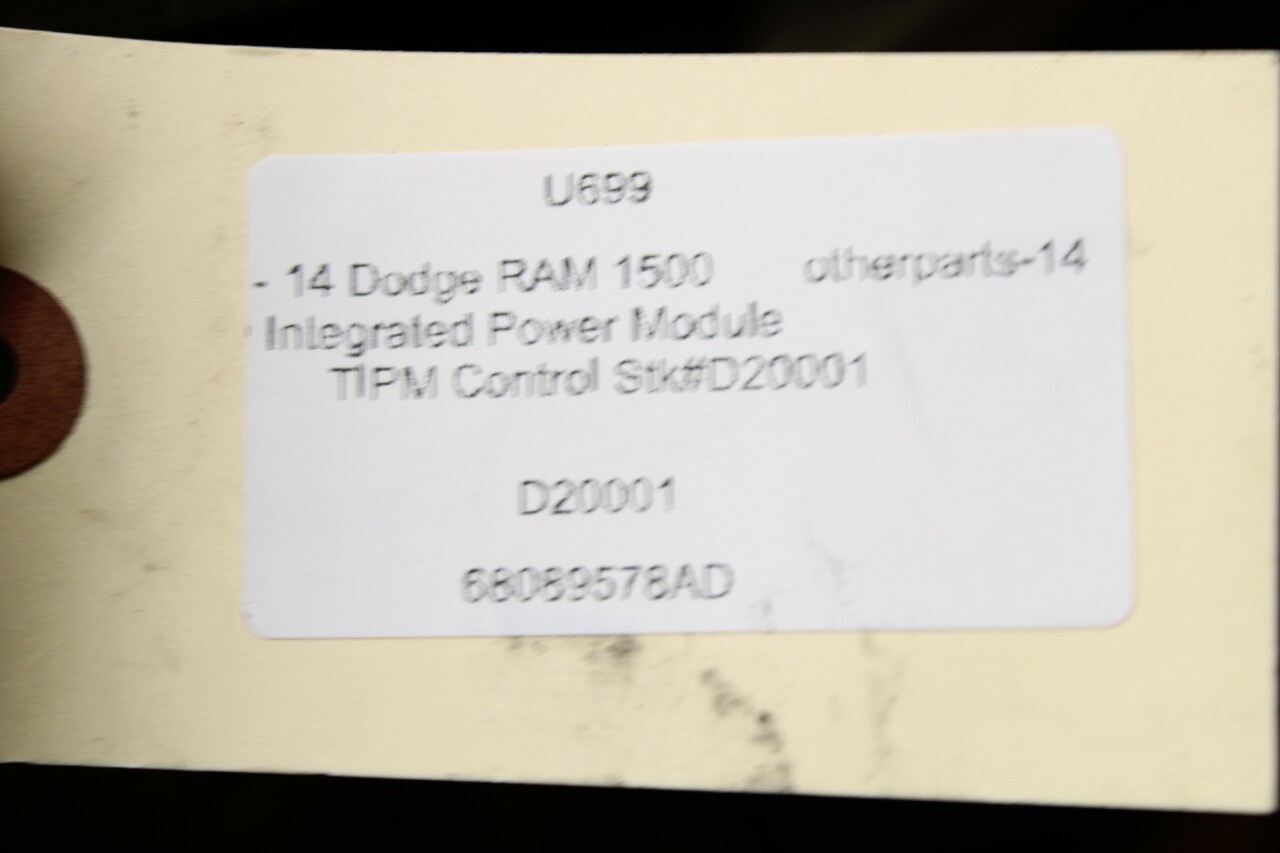 U699
- 14 Dodge RAM 1500 otherparts-14
Integrated Power Module
TIPM Control Stk#D20001
D20001
68089578AD